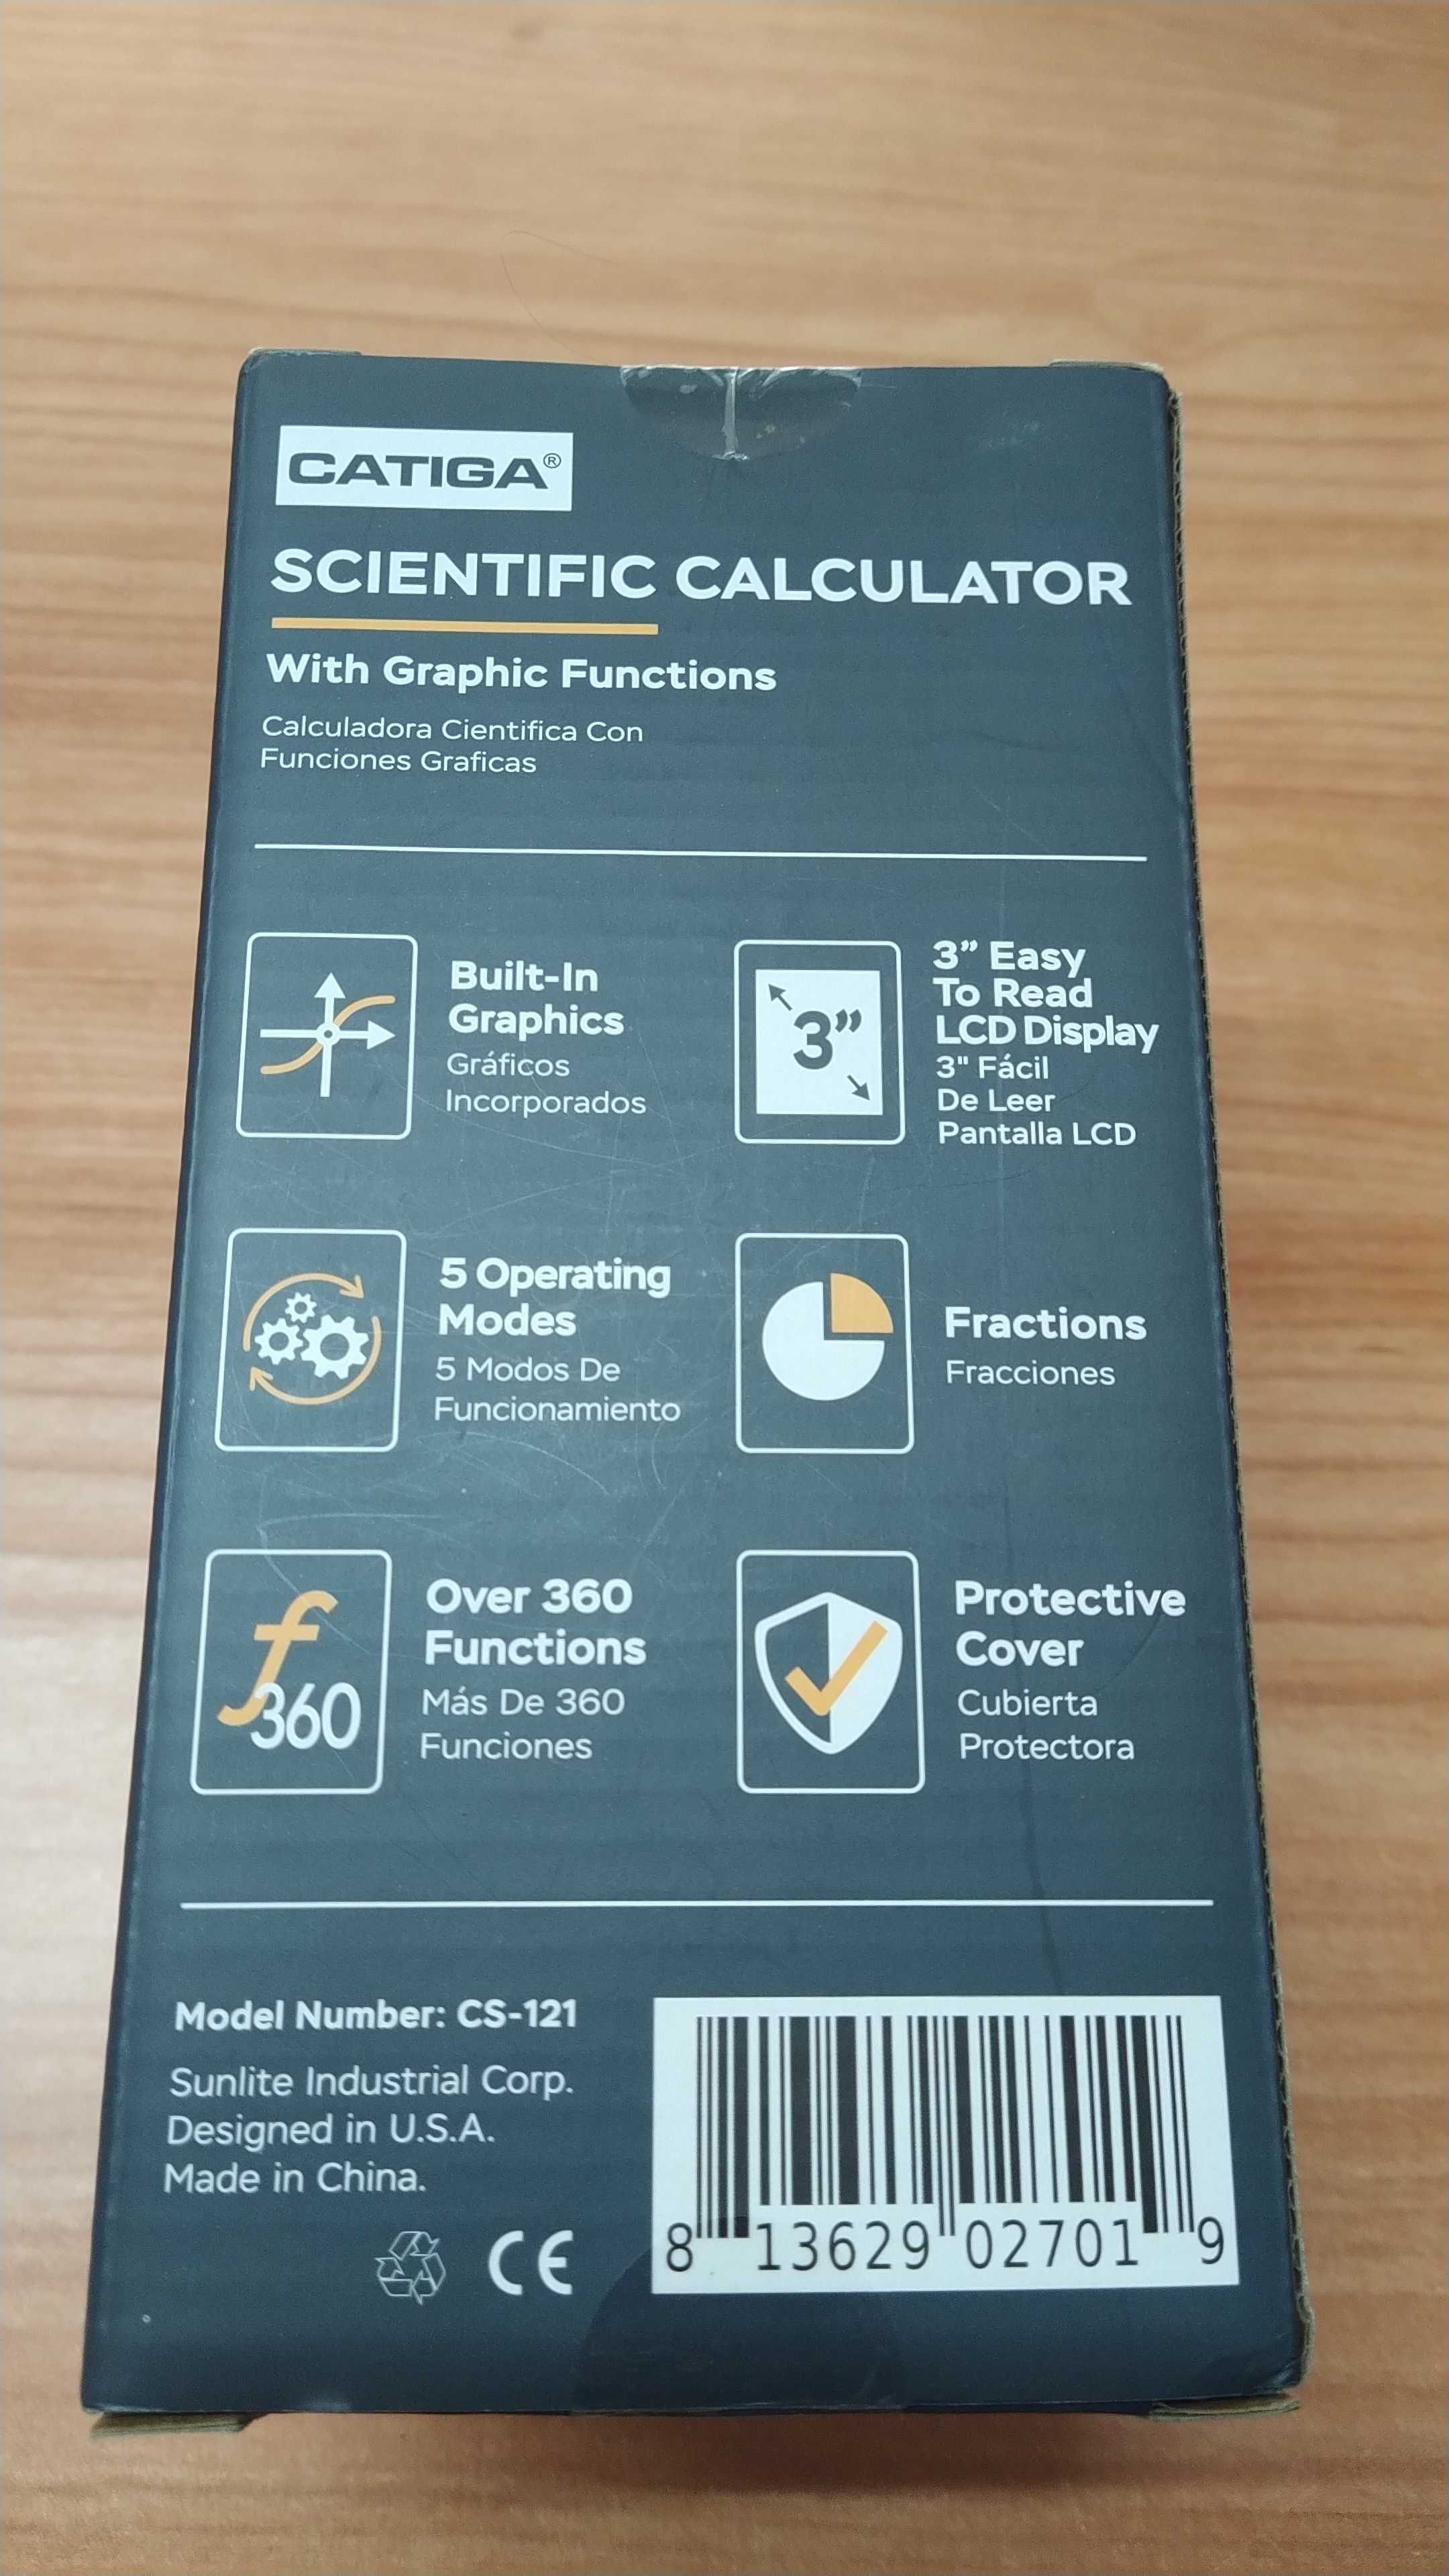 CATIGA®
SCIENTIFIC CALCULATOR
With Graphic Functions
Calculadora Cientifica Con
Funciones Graficas
Built-In
Graphics
Gráficos
Incorporados
3”
3” Easy
To Read
LCD Display
3" Fácil
De Leer
Pantalla LCD
5 Operating
Modes
5 Modos De
Funcionamiento
Fractions
Fracciones
f
360
Over 360
Functions
Más De 360
Funciones
Protective
Cover
Cubierta
Protectora
Model Number: CS-121
Sunlite Industrial Corp.
Designed in U.S.A.
Made in China.
CE
8 13629 02701 9